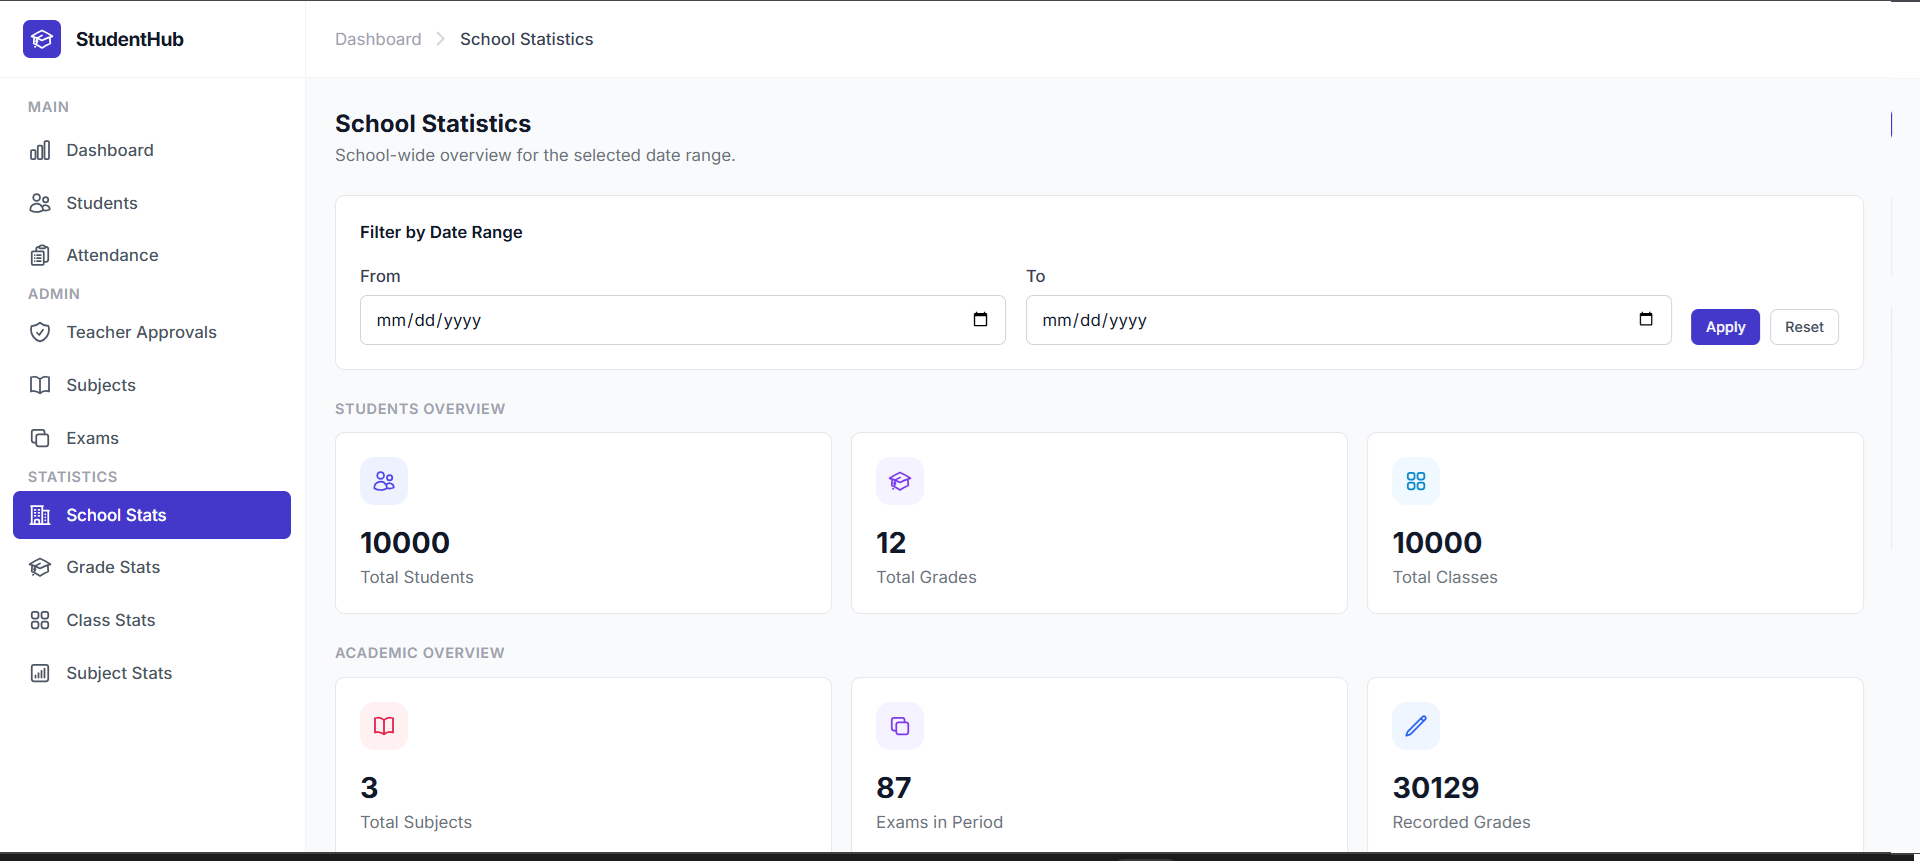 StudentHub
Dashboard > School Statistics
MAIN
Dashboard
Students
Attendance
ADMIN
Teacher Approvals
Subjects
Exams
STATISTICS
School Stats
Grade Stats
Class Stats
Subject Stats
School Statistics
School-wide overview for the selected date range.
Filter by Date Range
From
mm/dd/yyyy
To
mm/dd/yyyy
Apply
Reset
STUDENTS OVERVIEW
10000
Total Students
12
Total Grades
10000
Total Classes
ACADEMIC OVERVIEW
3
Total Subjects
87
Exams in Period
30129
Recorded Grades